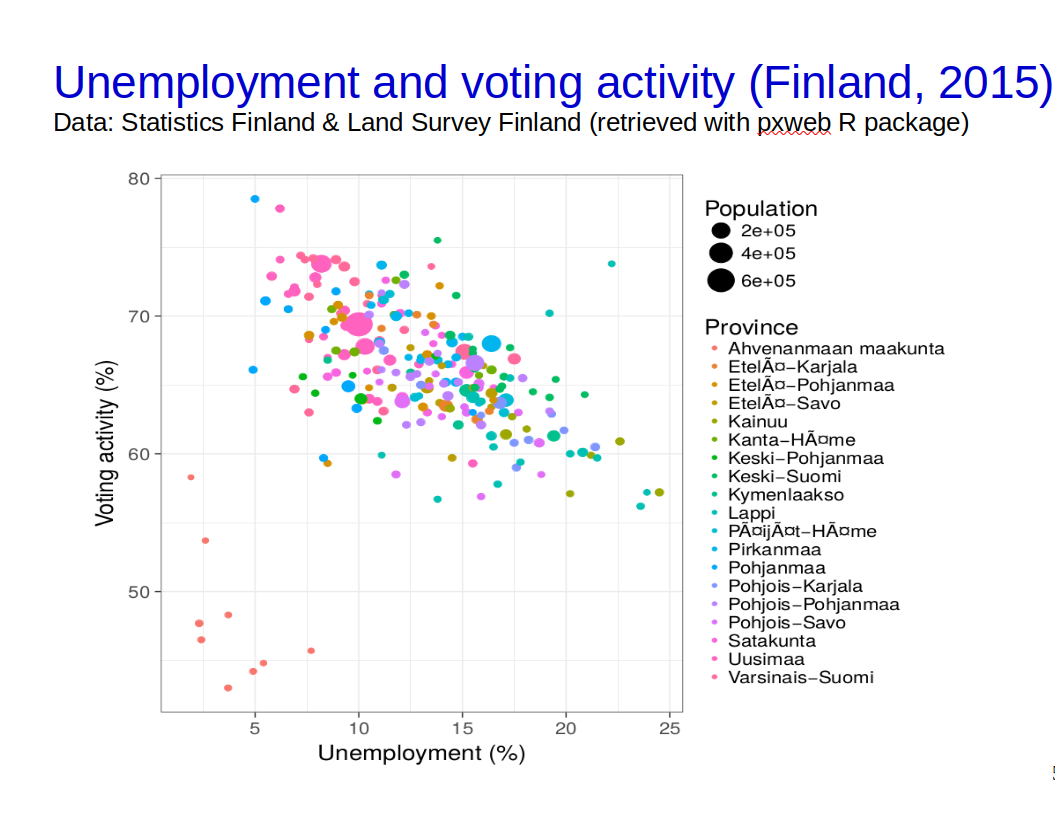 Unemployment and voting activity (Finland, 2015)
Data: Statistics Finland & Land Survey Finland (retrieved with pxweb R package)
80
70
60
50
Voting activity (%)
5
10
15
20
25
Unemployment (%)
Population
2e+05
4e+05
6e+05
Province
Ahvenanmaan maakunta
EtelÃ¤−Karjala
EtelÃ¤−Pohjanmaa
EtelÃ¤−Savo
Kainuu
Kanta−HÃ¤me
Keski−Pohjanmaa
Keski−Suomi
Kymenlaakso
Lappi
PÃ¤ijÃ¤t−HÃ¤me
Pirkanmaa
Pohjanmaa
Pohjois−Karjala
Pohjois−Pohjanmaa
Pohjois−Savo
Satakunta
Uusimaa
Varsinais−Suomi